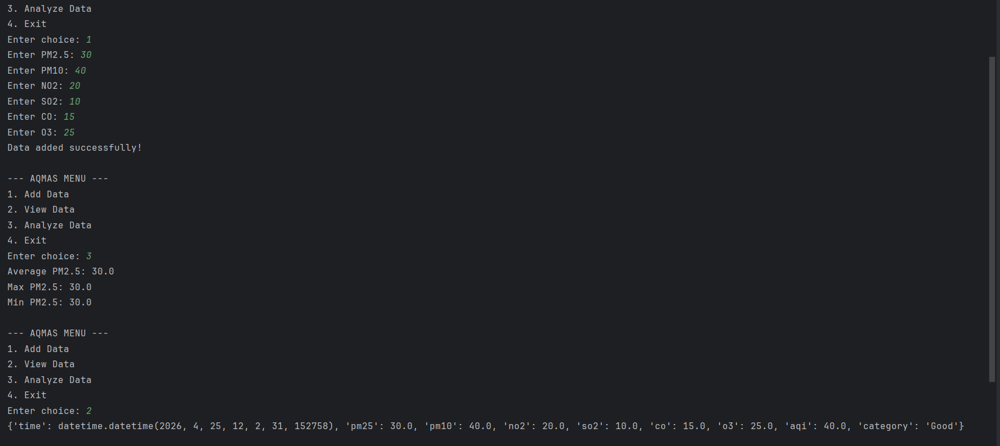 3. Analyze Data
4. Exit
Enter choice: 1
Enter PM2.5: 30
Enter PM10: 40
Enter NO2: 20
Enter SO2: 10
Enter CO: 15
Enter O3: 25
Data added successfully!
--- AQMAS MENU ---
1. Add Data
2. View Data
3. Analyze Data
4. Exit
Enter choice: 3
Average PM2.5: 30.0
Max PM2.5: 30.0
Min PM2.5: 30.0
--- AQMAS MENU ---
1. Add Data
2. View Data
3. Analyze Data
4. Exit
Enter choice: 2
{'time': datetime.datetime(2026, 4, 25, 12, 2, 31, 152758), 'pm25': 30.0, 'pm10': 40.0, 'no2': 20.0, 'so2': 10.0, 'co': 15.0, 'o3': 25.0, 'aqi': 40.0, 'category': 'Good'}